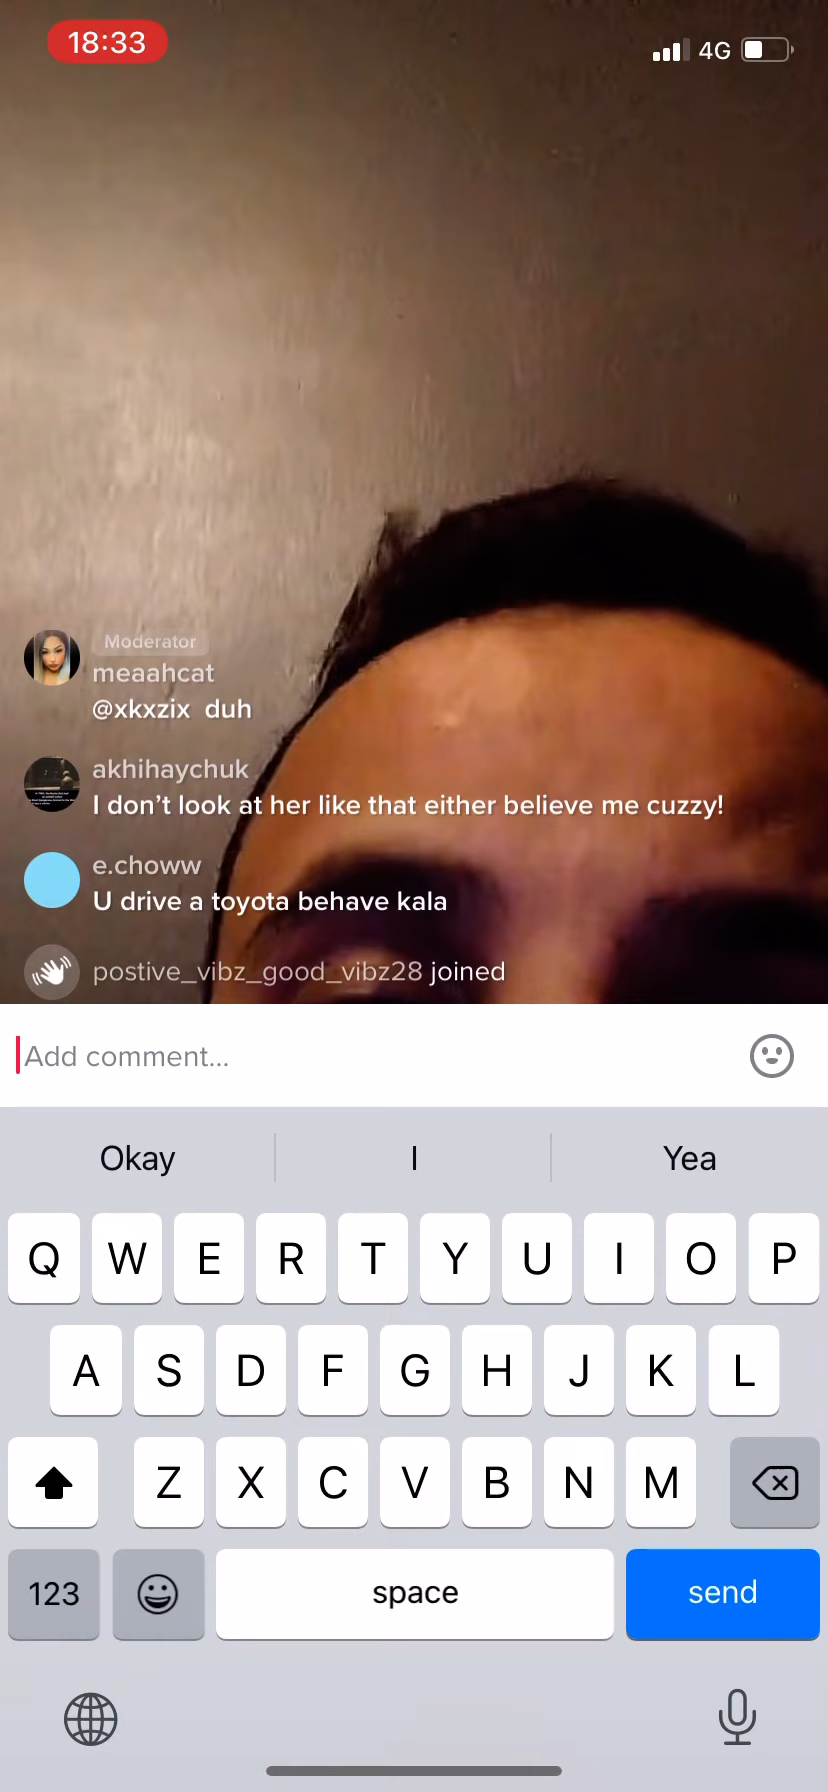 18:33
4G
Moderator
meaahcat
@xkxzix duh
akhihaychuk
I don't look at her like that either believe me cuzzy!
e.choww
U drive a toyota behave kala
postive_vibz_good_vibz28 joined
Add comment...
Okay I Yea
Q W E R T Y U I O P
A S D F G H J K L
Z X C V B N M
123 space send